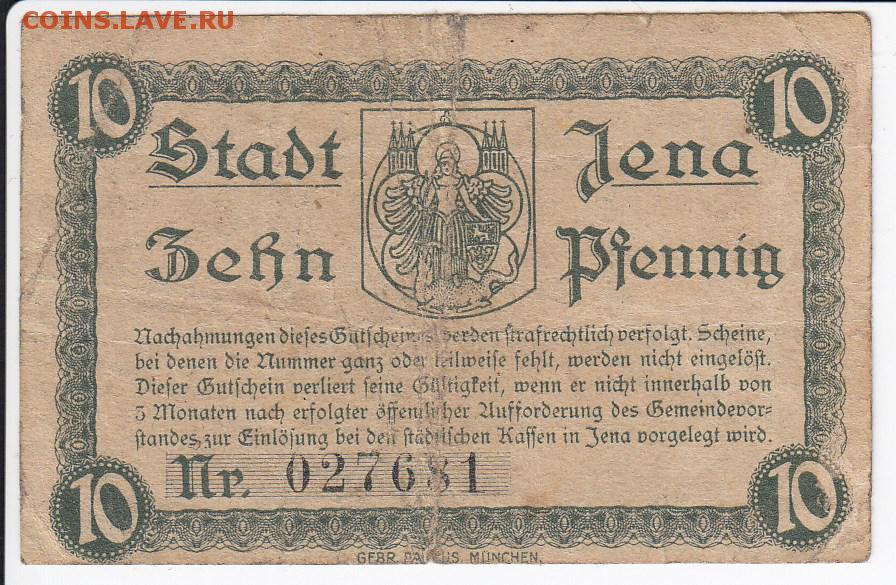 COINS.LAVE.RU
10 10
Stadt Jena
Zehn Pfennig
Nachahmungen dieses Gutscheines werden strafrechtlich verfolgt. Scheine,
bei denen die Nummer ganz oder teilweise fehlt, werden nicht eingelöst.
Dieser Gutschein verliert seine Gültigkeit, wenn er nicht innerhalb von
3 Monaten nach erfolgter öffentlicher Aufforderung des Gemeindevor-
standes zur Einlösung bei den städtischen Kassen in Jena vorgelegt wird.
Nr. 027681
10 10
GEBR. MÜNCHEN.